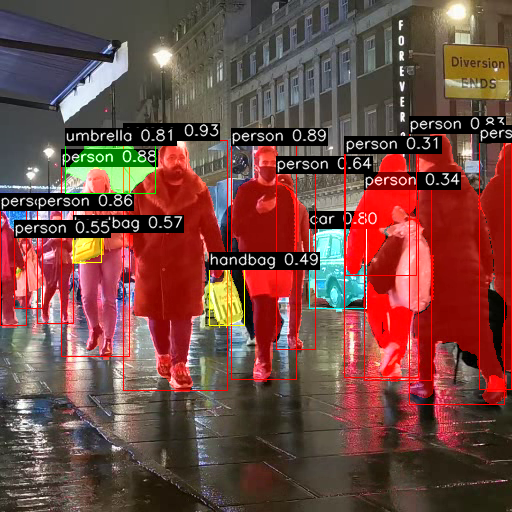 FOREVER
Diversion
ENDS
person 0.83
pers
umbrella 0.81
0.93
person 0.89
person 0.31
person 0.88
person 0.64
person 0.34
pers
person 0.86
person 0.55
bag 0.57
car 0.80
handbag 0.49